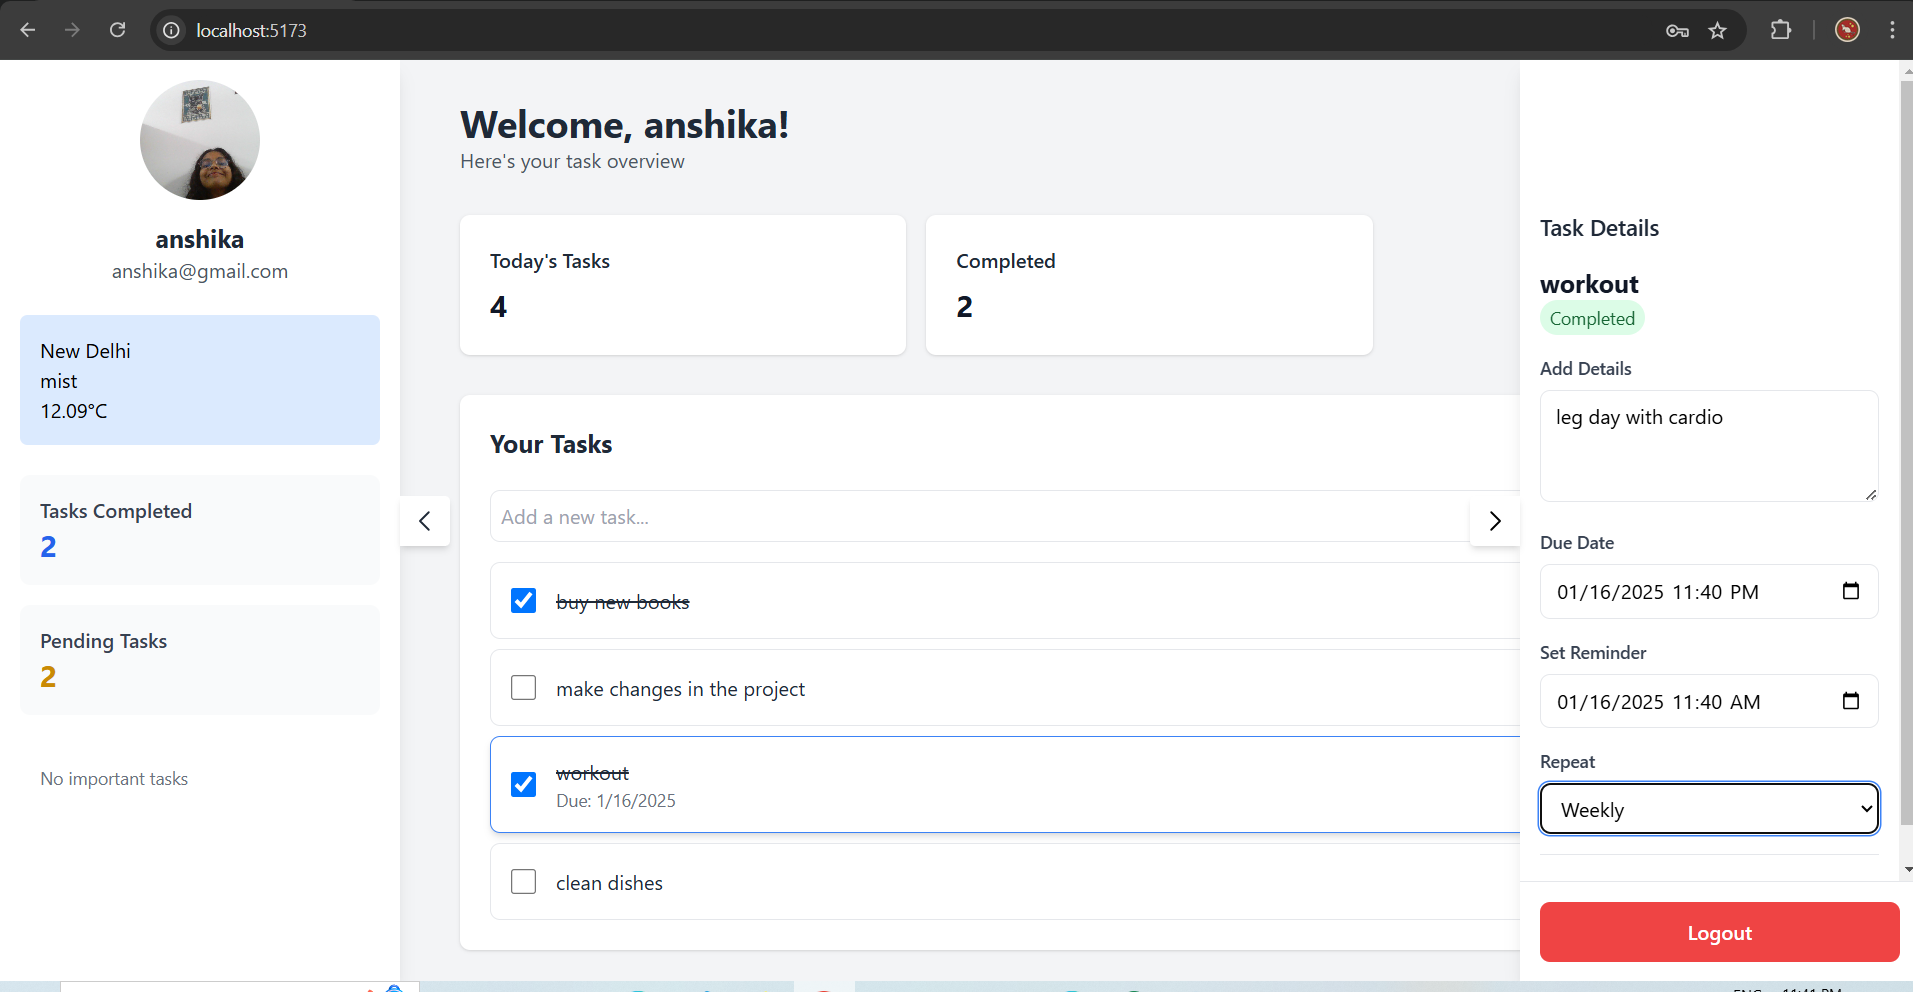 localhost:5173
anshika
anshika@gmail.com
New Delhi
mist
12.09°C
Tasks Completed
2
Pending Tasks
2
No important tasks
Welcome, anshika!
Here's your task overview
Today's Tasks
4
Completed
2
Your Tasks
Add a new task...
buy new books
make changes in the project
workout
Due: 1/16/2025
clean dishes
Task Details
workout
Completed
Add Details
leg day with cardio
Due Date
01/16/2025 11:40 PM
Set Reminder
01/16/2025 11:40 AM
Repeat
Weekly
Logout